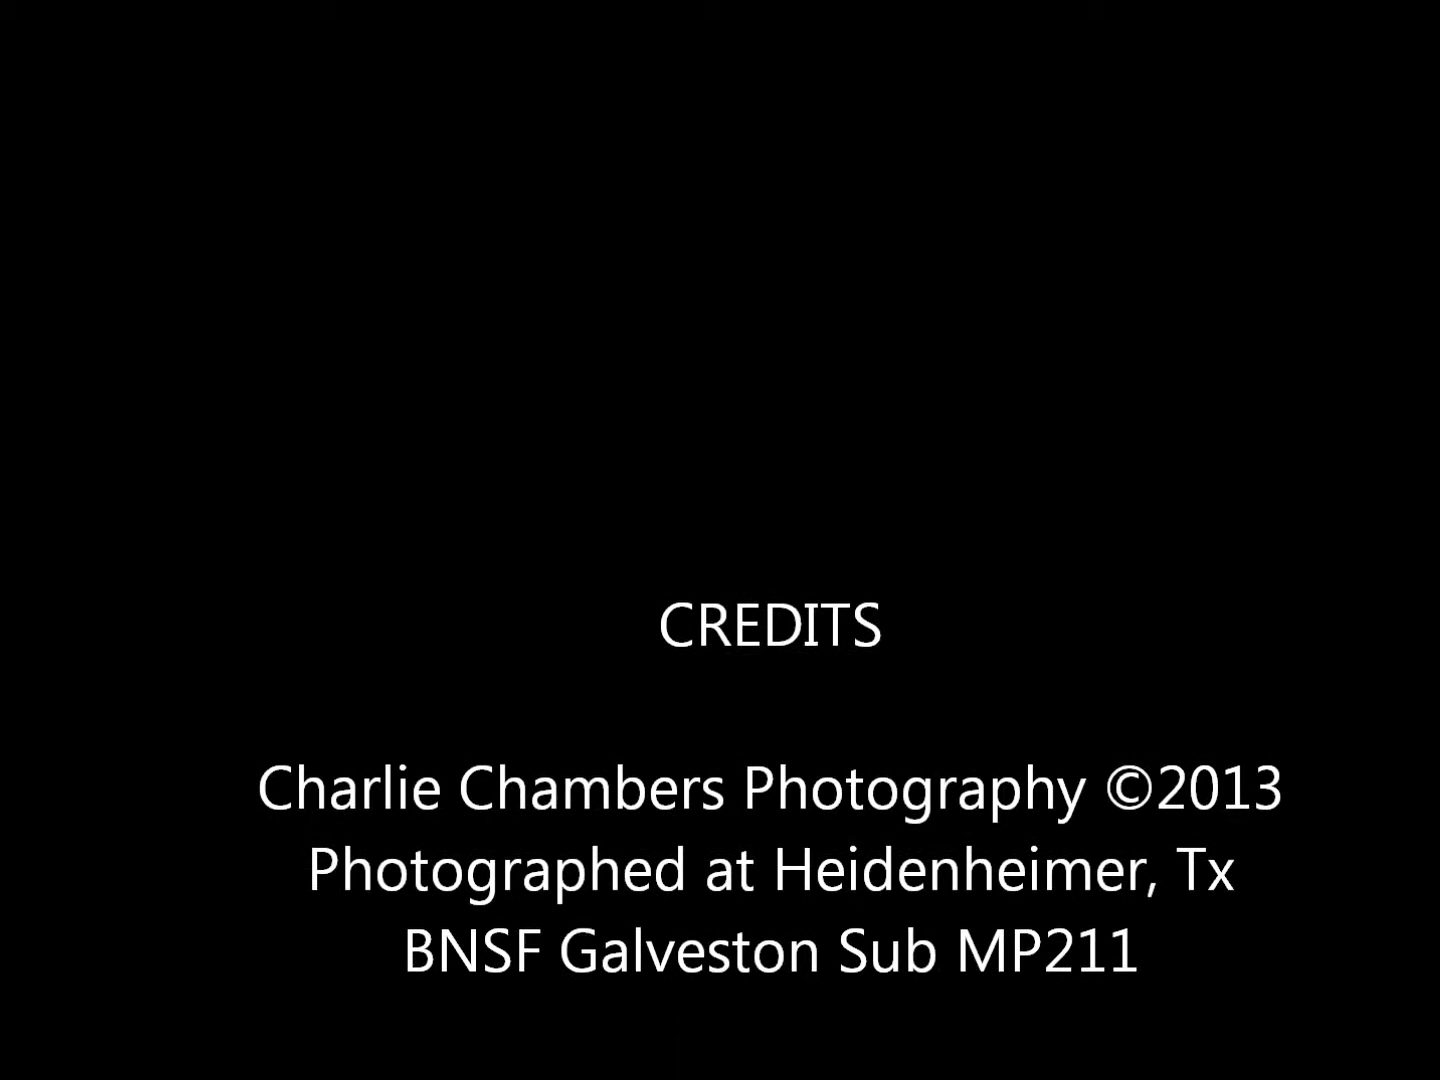 CREDITS
Charlie Chambers Photography ©2013
Photographed at Heidenheimer, Tx
BNSF Galveston Sub MP211